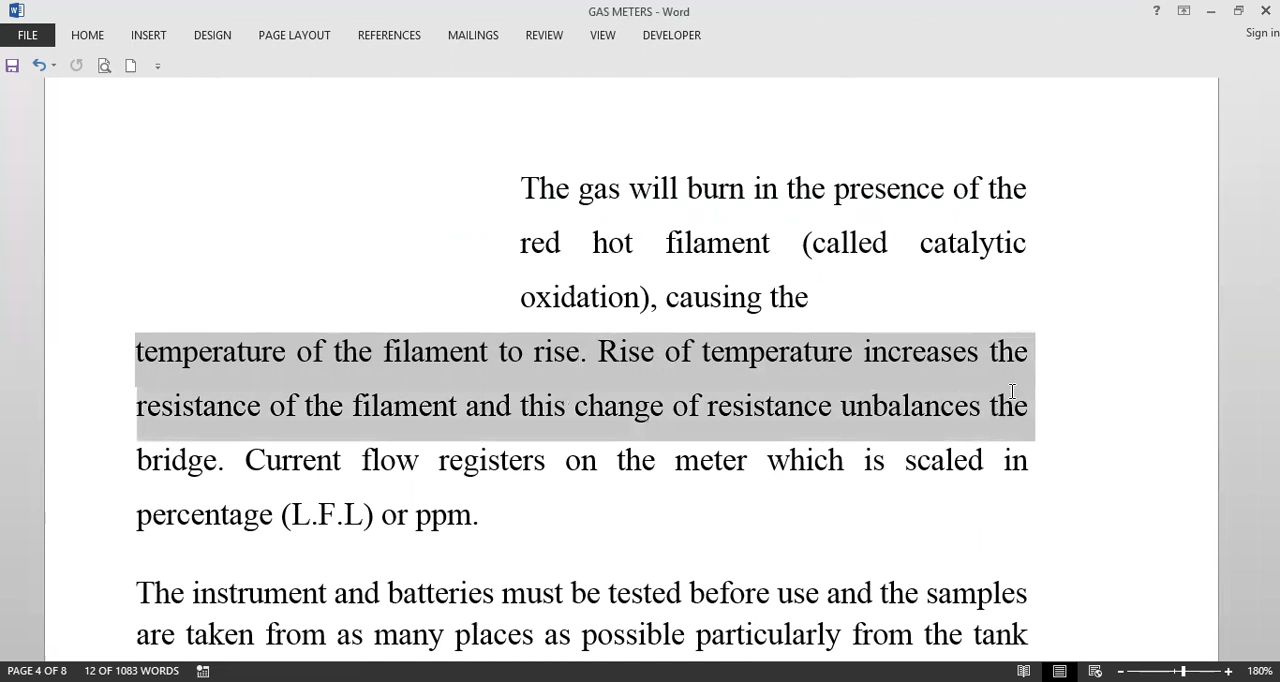 GAS METERS - Word
?
FILE HOME INSERT DESIGN PAGE LAYOUT REFERENCES MAILINGS REVIEW VIEW DEVELOPER
Sign in
The gas will burn in the presence of the
red hot filament (called catalytic
oxidation), causing the
temperature of the filament to rise. Rise of temperature increases the
resistance of the filament and this change of resistance unbalances the
bridge. Current flow registers on the meter which is scaled in
percentage (L.F.L) or ppm.
The instrument and batteries must be tested before use and the samples
are taken from as many places as possible particularly from the tank
PAGE 4 OF 8 12 OF 1083 WORDS
180%